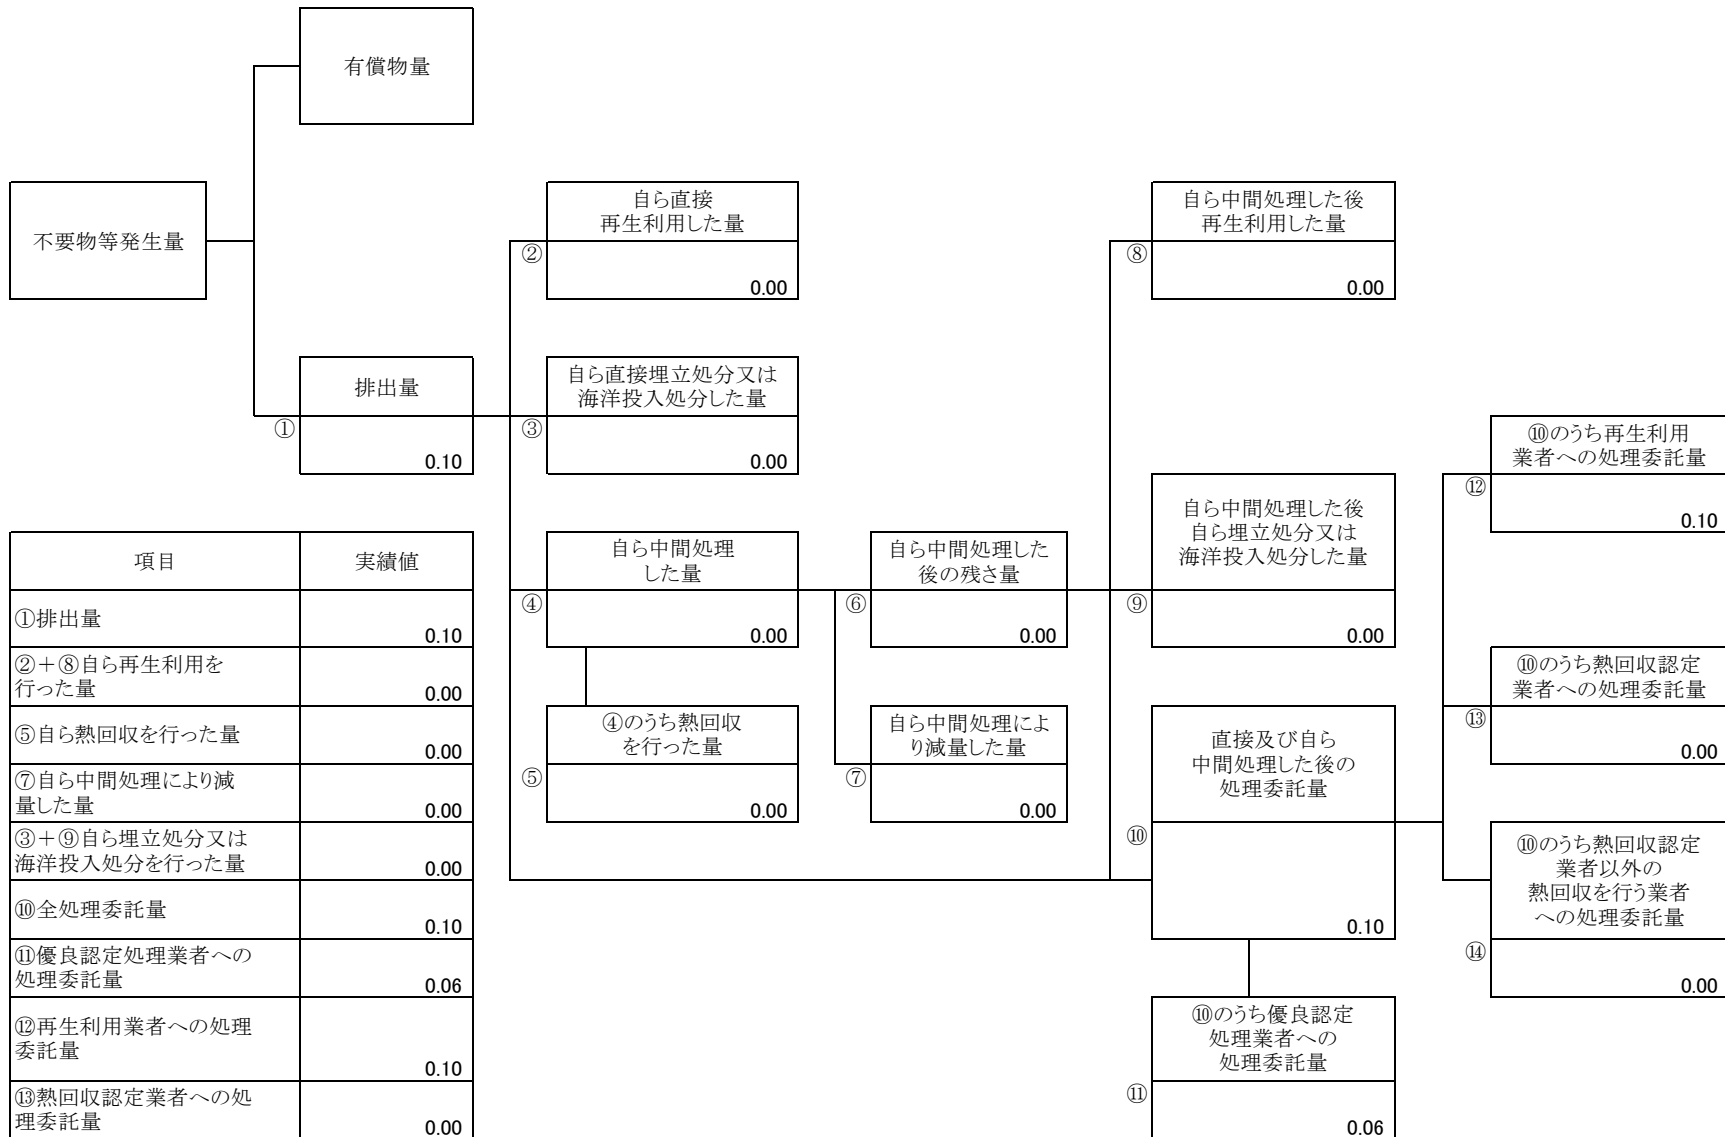 有償物量
不要物等発生量
自ら直接
再生利用した量
②
0.00
自ら中間処理した後
再生利用した量
⑧
0.00
排出量
①
0.10
自ら直接埋立処分又は
海洋投入処分した量
③
0.00
⑩のうち再生利用
業者への処理委託量
⑫
0.10
自ら中間処理
した量
④
0.00
自ら中間処理した
後の残さ量
⑥
0.00
自ら中間処理した後
自ら埋立処分又は
海洋投入処分した量
⑨
0.00
⑩のうち熱回収認定
業者への処理委託量
⑬
0.00
④のうち熱回収
を行った量
⑤
0.00
自ら中間処理によ
り減量した量
⑦
0.00
直接及び自ら
中間処理した後の
処理委託量
⑩
0.10
⑩のうち熱回収認定
業者以外の
熱回収を行う業者
への処理委託量
⑭
0.00
⑩のうち優良認定
処理業者への
処理委託量
⑪
0.06
項目 実績値
①排出量
0.10
②+⑧自ら再生利用を
行った量
0.00
⑤自ら熱回収を行った量
0.00
⑦自ら中間処理により減
量した量
0.00
③+⑨自ら埋立処分又は
海洋投入処分を行った量
0.00
⑩全処理委託量
0.10
⑪優良認定処理業者への
処理委託量
0.06
⑫再生利用業者への処理
委託量
0.10
⑬熱回収認定業者への処
理委託量
0.00